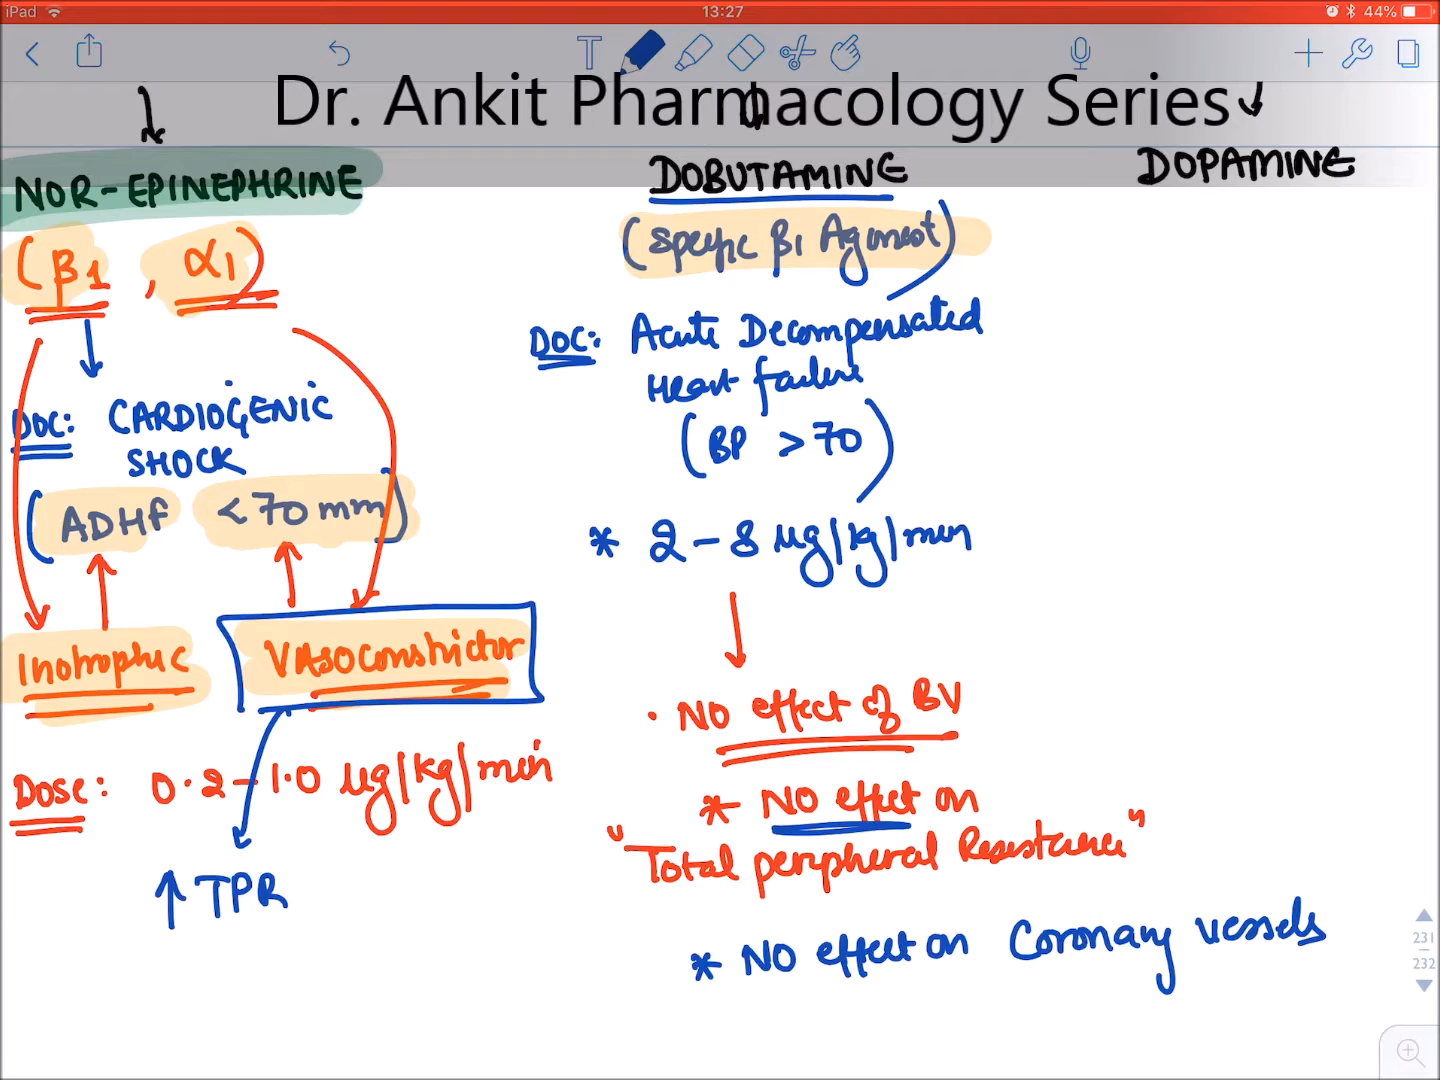 iPad 13:27 44%
T
Dr. Ankit Pharmacology Series
NOR-EPINEPHRINE
(β1 , α1)
DOC: CARDIOGENIC
SHOCK
(ADHF <70 mm)
Inotrophic Vasoconstrictor
Dose: 0.2-1.0 μg/kg/min
↑ TPR
DOBUTAMINE
(specific β1 Agonist)
DOC: Acute Decompensated
Heart failure
(BP >70)
* 2-8 μg/kg/min
• NO effect of BV
* NO effect on
"Total peripheral Resistance"
* NO effect on Coronary vessels
DOPAMINE
231
232